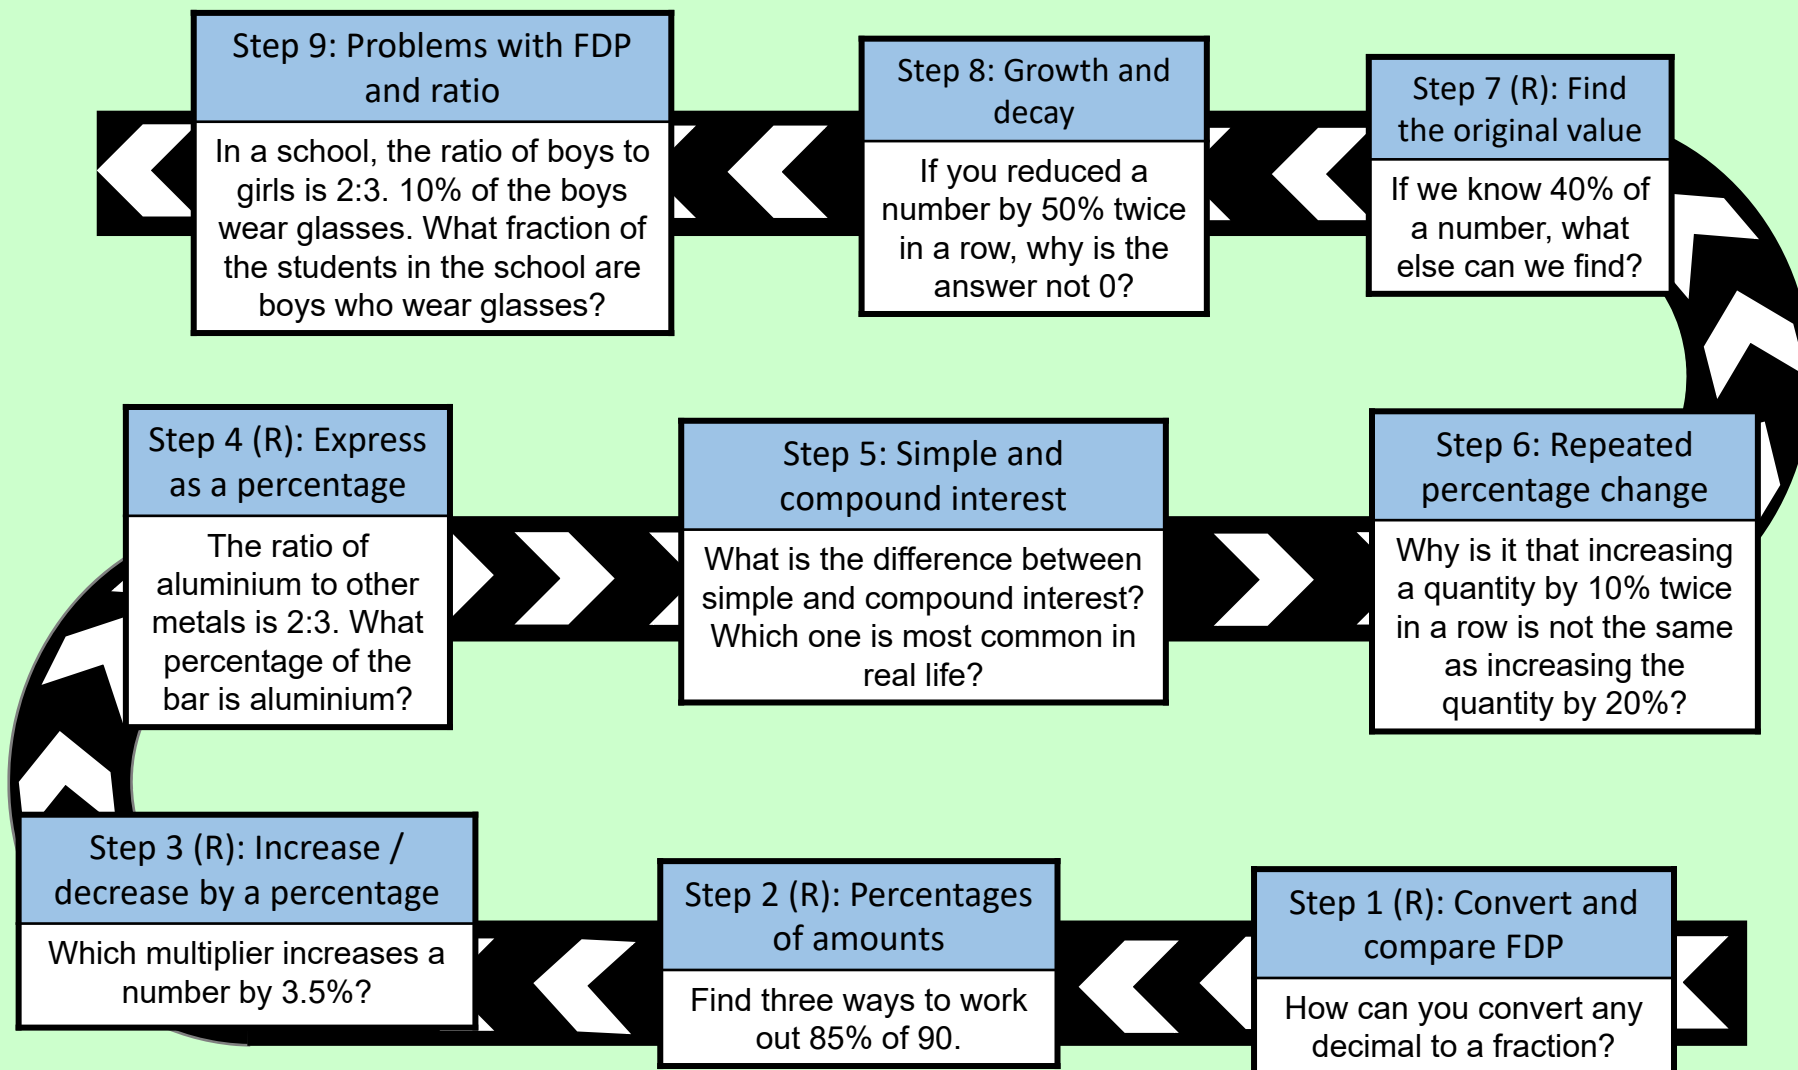 Step 9: Problems with FDP
and ratio
In a school, the ratio of boys to
girls is 2:3. 10% of the boys
wear glasses. What fraction of
the students in the school are
boys who wear glasses?
Step 8: Growth and
decay
If you reduced a
number by 50% twice
in a row, why is the
answer not 0?
Step 7 (R): Find
the original value
If we know 40% of
a number, what
else can we find?
Step 4 (R): Express
as a percentage
The ratio of
aluminium to other
metals is 2:3. What
percentage of the
bar is aluminium?
Step 5: Simple and
compound interest
What is the difference between
simple and compound interest?
Which one is most common in
real life?
Step 6: Repeated
percentage change
Why is it that increasing
a quantity by 10% twice
in a row is not the same
as increasing the
quantity by 20%?
Step 3 (R): Increase /
decrease by a percentage
Which multiplier increases a
number by 3.5%?
Step 2 (R): Percentages
of amounts
Find three ways to work
out 85% of 90.
Step 1 (R): Convert and
compare FDP
How can you convert any
decimal to a fraction?